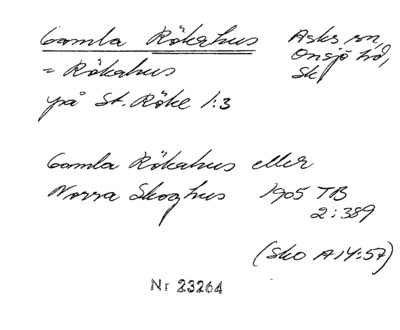 Gamla Rökahus Asks sn,
= Rökahus Onsjö hd,
på St. Röke 1:3 Sk
Gamla Rökahus eller
Norra Skoghus 1905 TB
2:389
(Sko A14:57)
Nr 23264